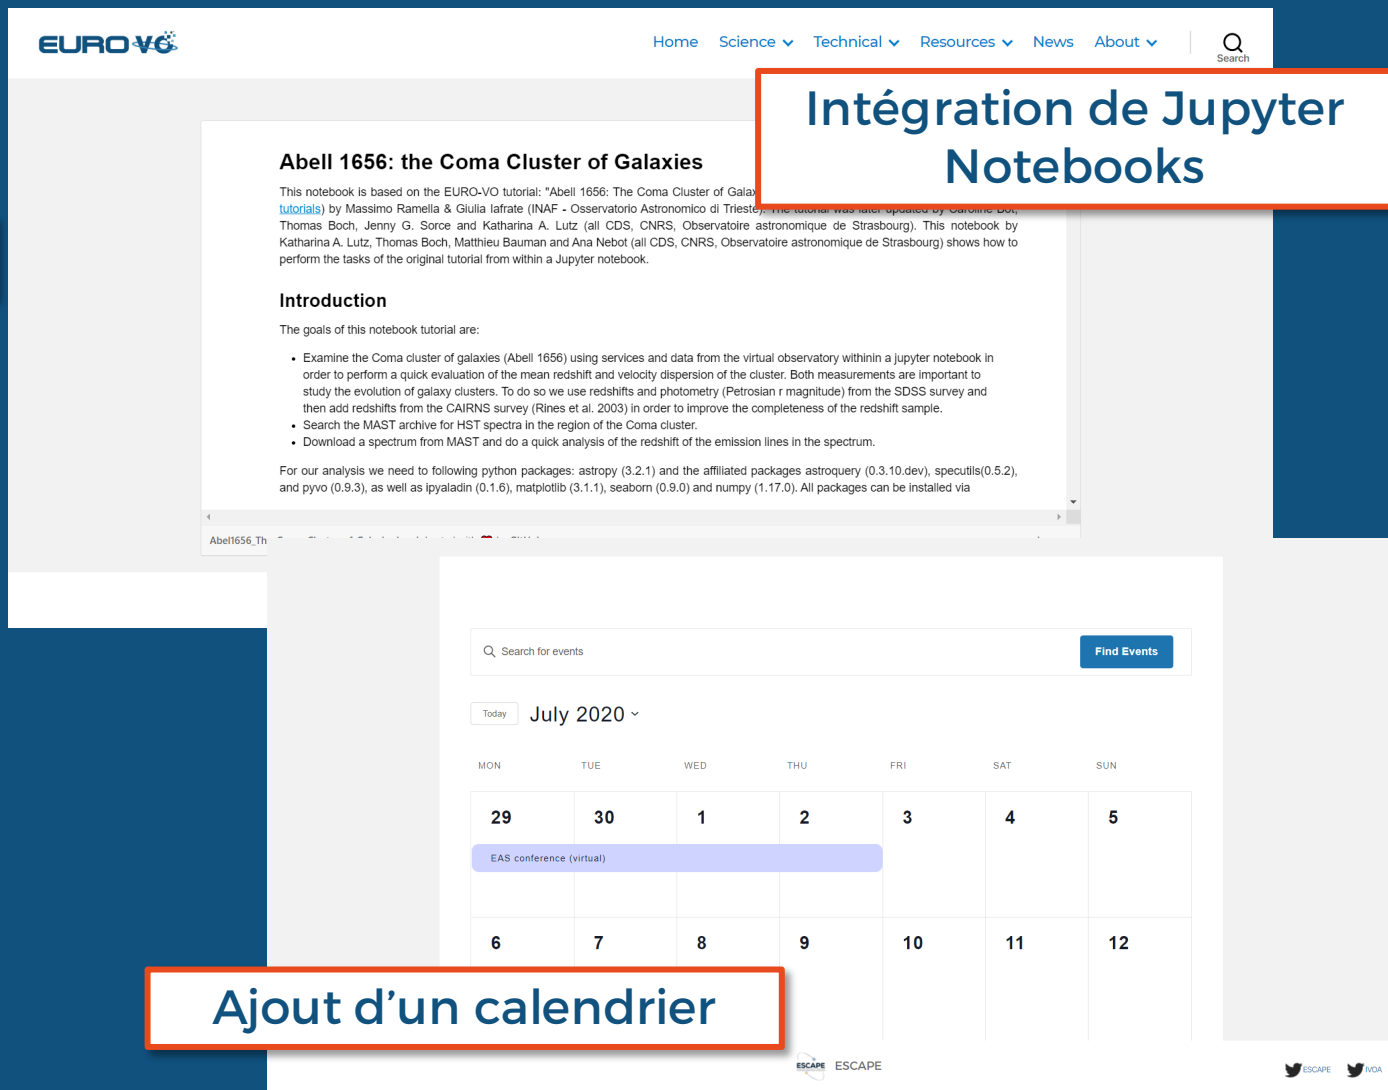 EURO VO
Home Science Technical Resources News About
Search
Intégration de Jupyter
Notebooks
Abell 1656: the Coma Cluster of Galaxies
This notebook is based on the EURO-VO tutorial: "Abell 1656: The Coma Cluster of
tutorials) by Massimo Ramella & Giulia Iafrate (INAF - Osservatorio Astronomico di Trieste). The tutorial was later updated by Caroline Bot,
Thomas Boch, Jenny G. Sorce and Katharina A. Lutz (all CDS, CNRS, Observatoire astronomique de Strasbourg). This notebook by
Katharina A. Lutz, Thomas Boch, Matthieu Bauman and Ana Nebot (all CDS, CNRS, Observatoire astronomique de Strasbourg) shows how to
perform the tasks of the original tutorial from within a Jupyter notebook.
Introduction
The goals of this notebook tutorial are:
• Examine the Coma cluster of galaxies (Abell 1656) using services and data from the virtual observatory withinin a jupyter notebook in
order to perform a quick evaluation of the mean redshift and velocity dispersion of the cluster. Both measurements are important to
study the evolution of galaxy clusters. To do so we use redshifts and photometry (Petrosian r magnitude) from the SDSS survey and
then add redshifts from the CAIRNS survey (Rines et al. 2003) in order to improve the completeness of the redshift sample.
• Search the MAST archive for HST spectra in the region of the Coma cluster.
• Download a spectrum from MAST and do a quick analysis of the redshift of the emission lines in the spectrum.
For our analysis we need to following python packages: astropy (3.2.1) and the affiliated packages astroquery (0.3.10.dev), specutils(0.5.2),
and pyvo (0.9.3), as well as ipyaladin (0.1.6), matplotlib (3.1.1), seaborn (0.9.0) and numpy (1.17.0). All packages can be installed via
Abel1656_Th
Search for events
Find Events
Today July 2020
MON TUE WED THU FRI SAT SUN
29 30 1 2 3 4 5
EAS conference (virtual)
6 7 8 9 10 11 12
Ajout d’un calendrier
ESCAPE ESCAPE
ESCAPE IVOA